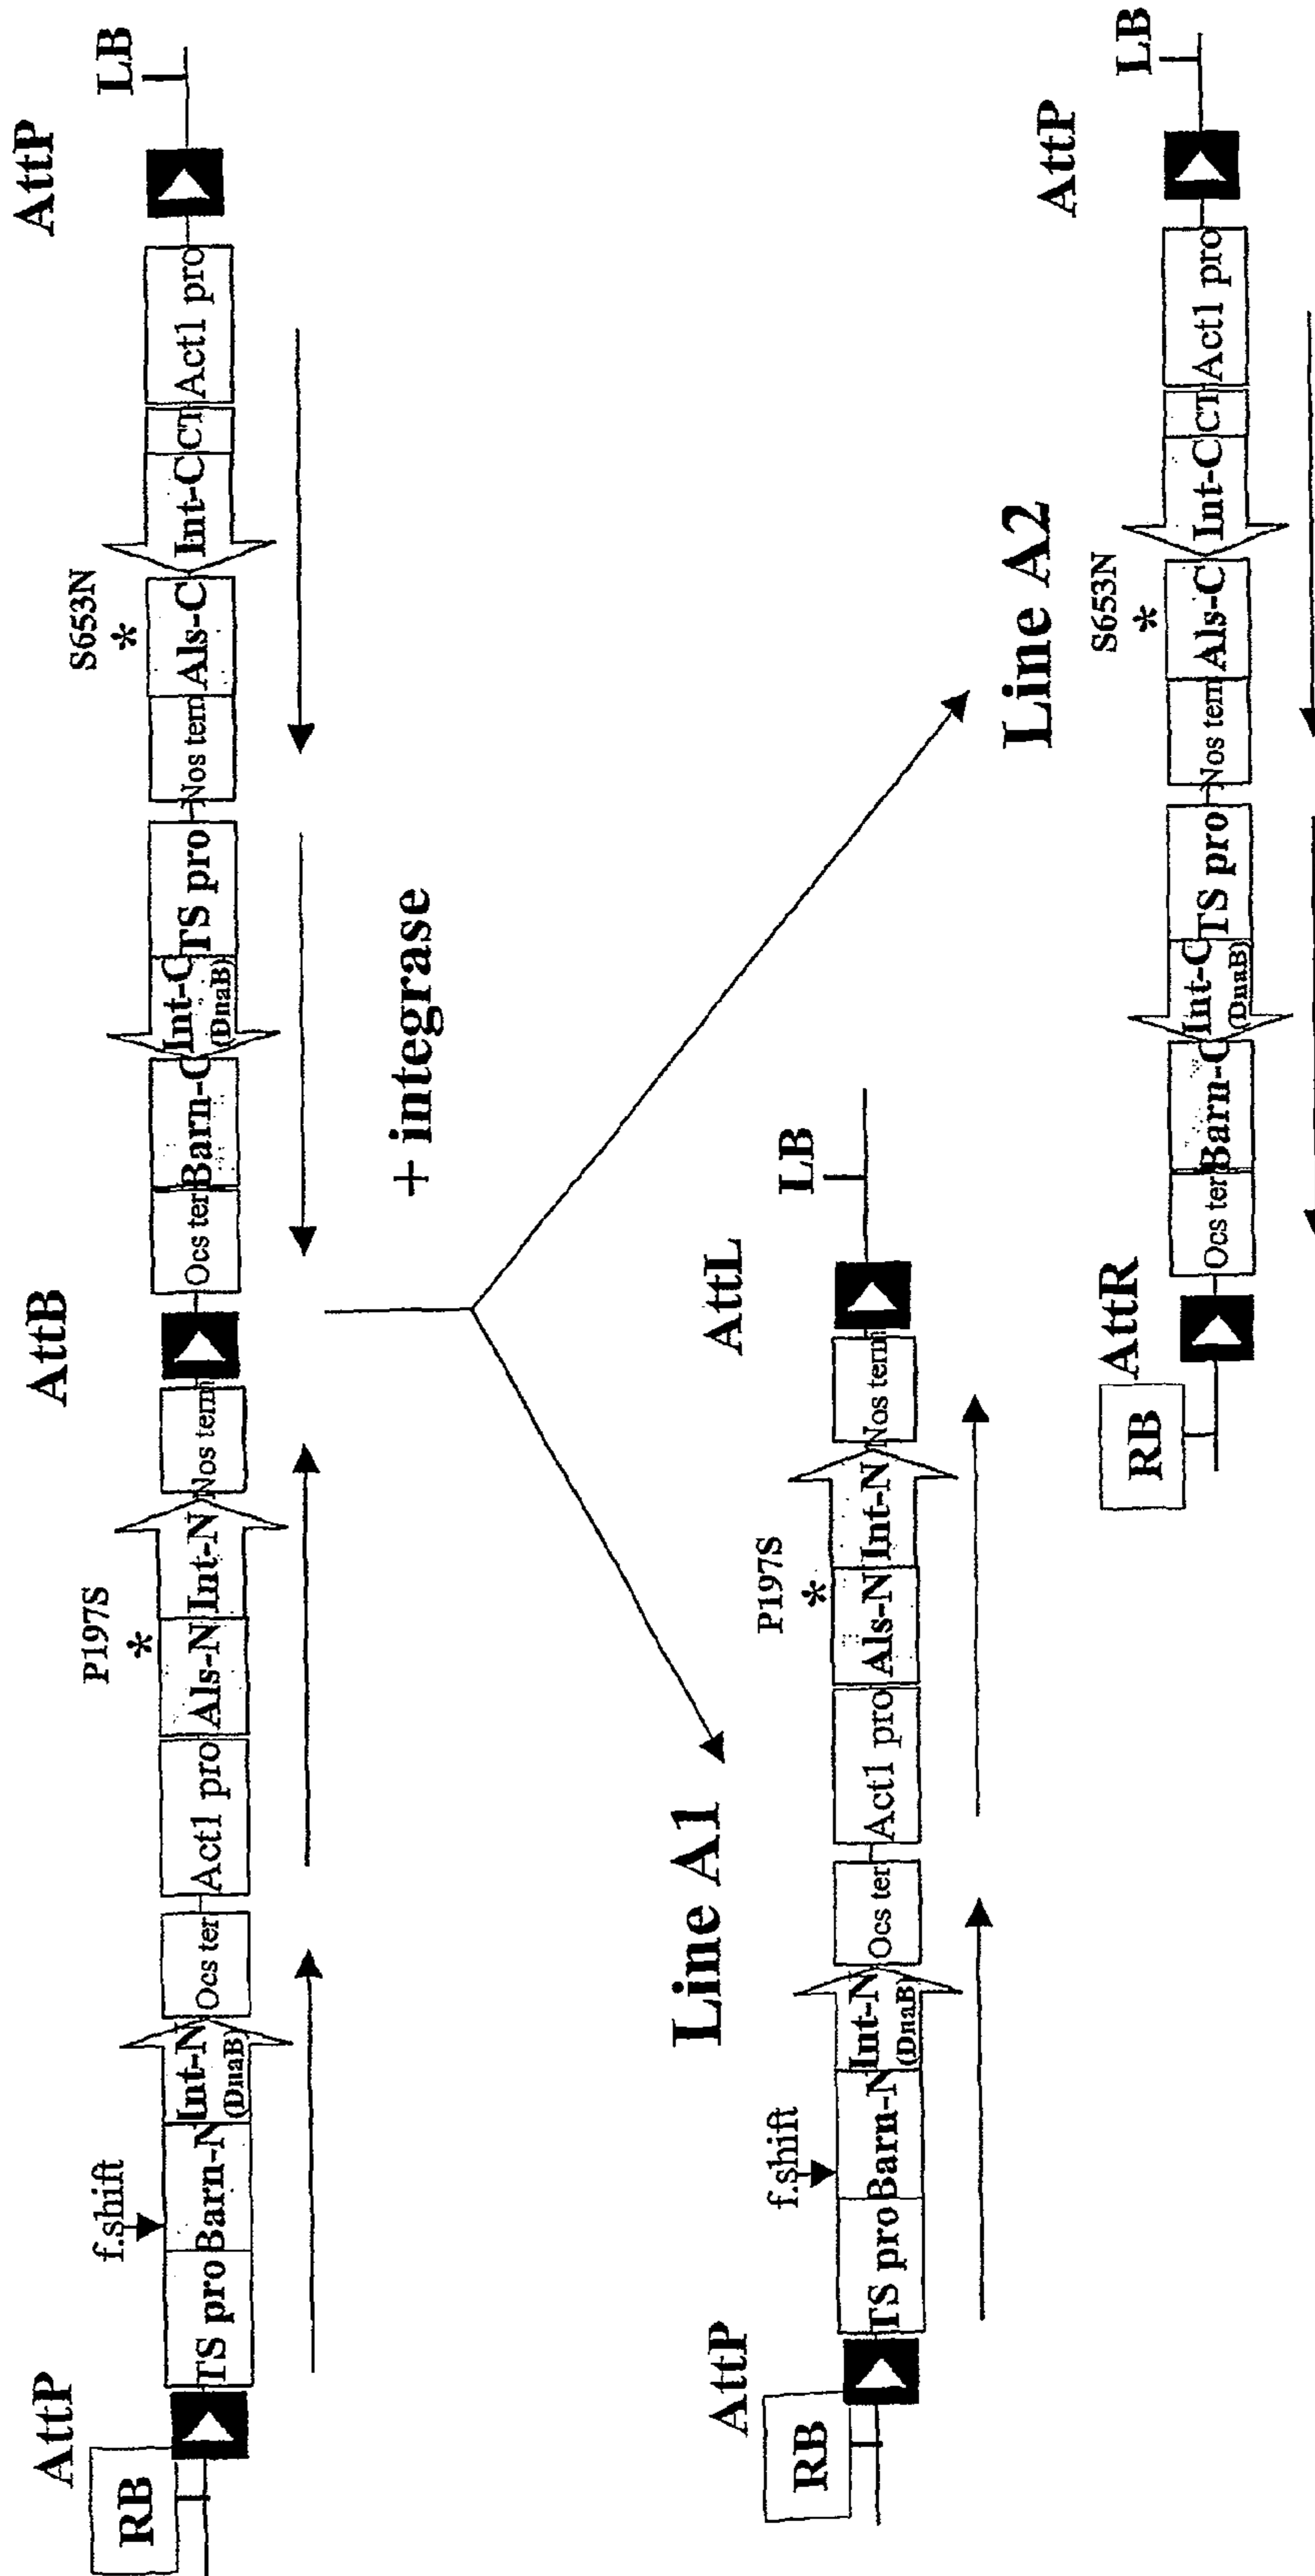 AttP AttB AttP
RB f.shift P197S S653N LB
* *
TS pro Barn-N Int-N (DnaB) Ocs ter Act1 pro Als-N Int-N Nos term Ocs ter Barn-C Int-C (DnaB) TS pro Nos term Als-C Int-C CT Act1 pro
+ integrase
Line A1
AttP AttL
RB f.shift P197S LB
*
TS pro Barn-N Int-N (DnaB) Ocs ter Act1 pro Als-N Int-N Nos term
Line A2
AttR AttP
RB S653N LB
*
Ocs ter Barn-C Int-C (DnaB) TS pro Nos term Als-C Int-C CT Act1 pro